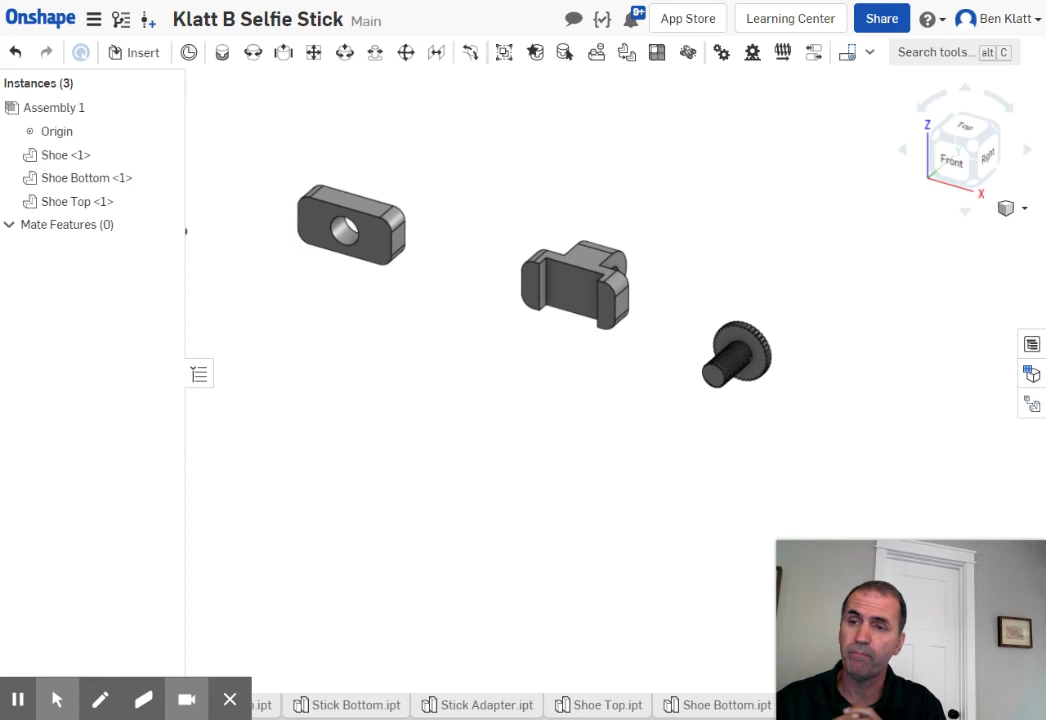 Onshape Klatt B Selfie Stick Main 9+ App Store Learning Center Share Ben Klatt
Insert Search tools... alt C
Instances (3)
Assembly 1
Origin
Shoe <1>
Shoe Bottom <1>
Shoe Top <1>
Mate Features (0)
Top
Z
Y
Front
Right
X
.ipt Stick Bottom.ipt Stick Adapter.ipt Shoe Top.ipt Shoe Bottom.ipt